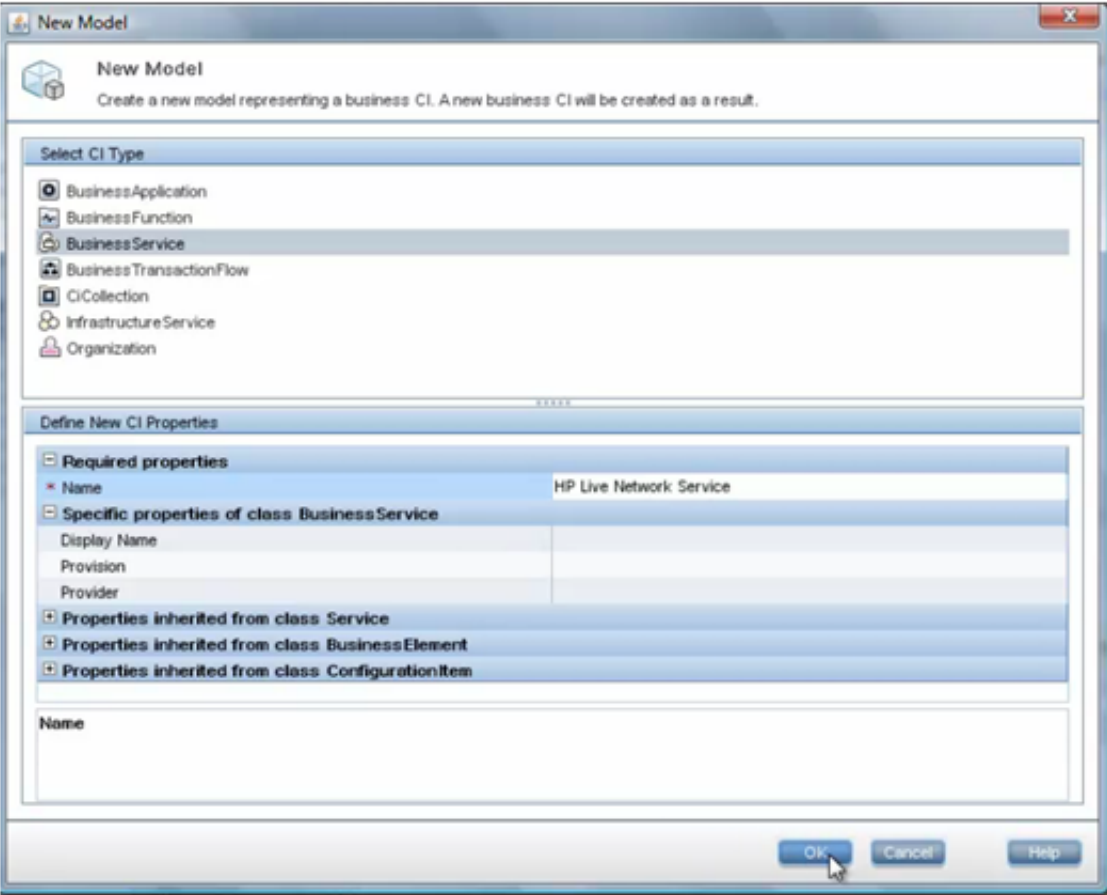 New Model
New Model
Create a new model representing a business CI. A new business CI will be created as a result.
Select CI Type
BusinessApplication
BusinessFunction
BusinessService
BusinessTransactionFlow
CiCollection
InfrastructureService
Organization
Define New CI Properties
Required properties
* Name HP Live Network Service
Specific properties of class BusinessService
Display Name
Provision
Provider
Properties inherited from class Service
Properties inherited from class BusinessElement
Properties inherited from class ConfigurationItem
Name
OK Cancel Help